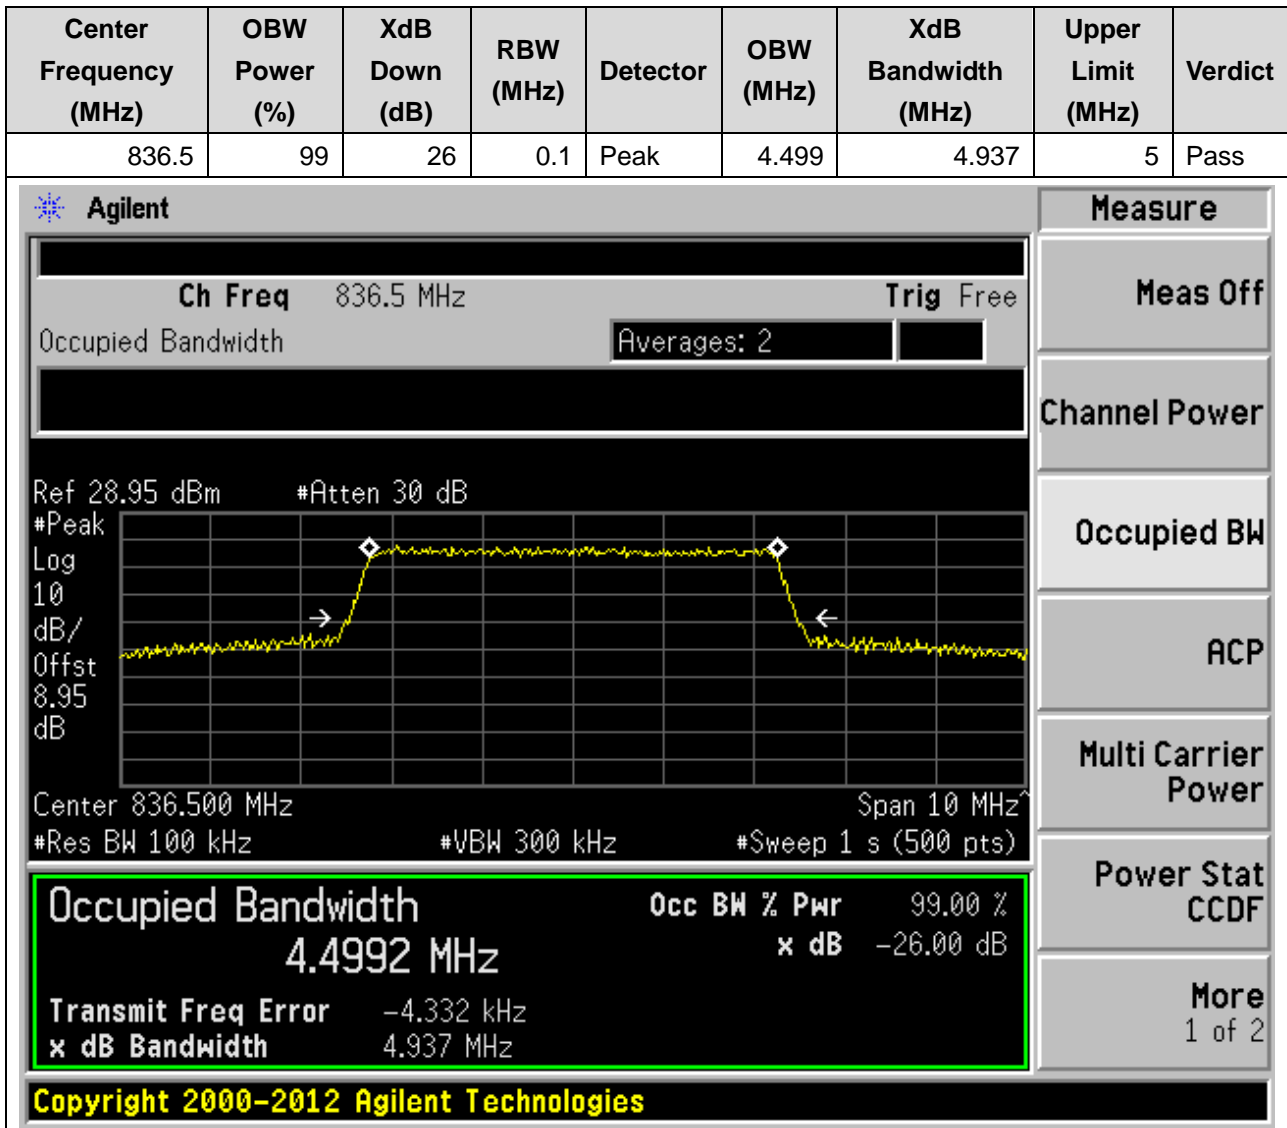 Center Frequency (MHz) OBW Power (%) XdB Down (dB) RBW (MHz) Detector OBW (MHz) XdB Bandwidth (MHz) Upper Limit (MHz) Verdict
836.5 99 26 0.1 Peak 4.499 4.937 5 Pass
Agilent
Measure
Ch Freq 836.5 MHz Trig Free
Meas Off
Occupied Bandwidth Averages: 2
Channel Power
Ref 28.95 dBm #Atten 30 dB
#Peak
Log
10
dB/
Offst
8.95
dB
Occupied BW
ACP
Multi Carrier
Power
Center 836.500 MHz Span 10 MHz^
#Res BW 100 kHz #VBW 300 kHz #Sweep 1 s (500 pts)
Power Stat
CCDF
Occupied Bandwidth Occ BW % Pwr 99.00 %
4.4992 MHz x dB -26.00 dB
Transmit Freq Error -4.332 kHz
x dB Bandwidth 4.937 MHz
More
1 of 2
Copyright 2000-2012 Agilent Technologies